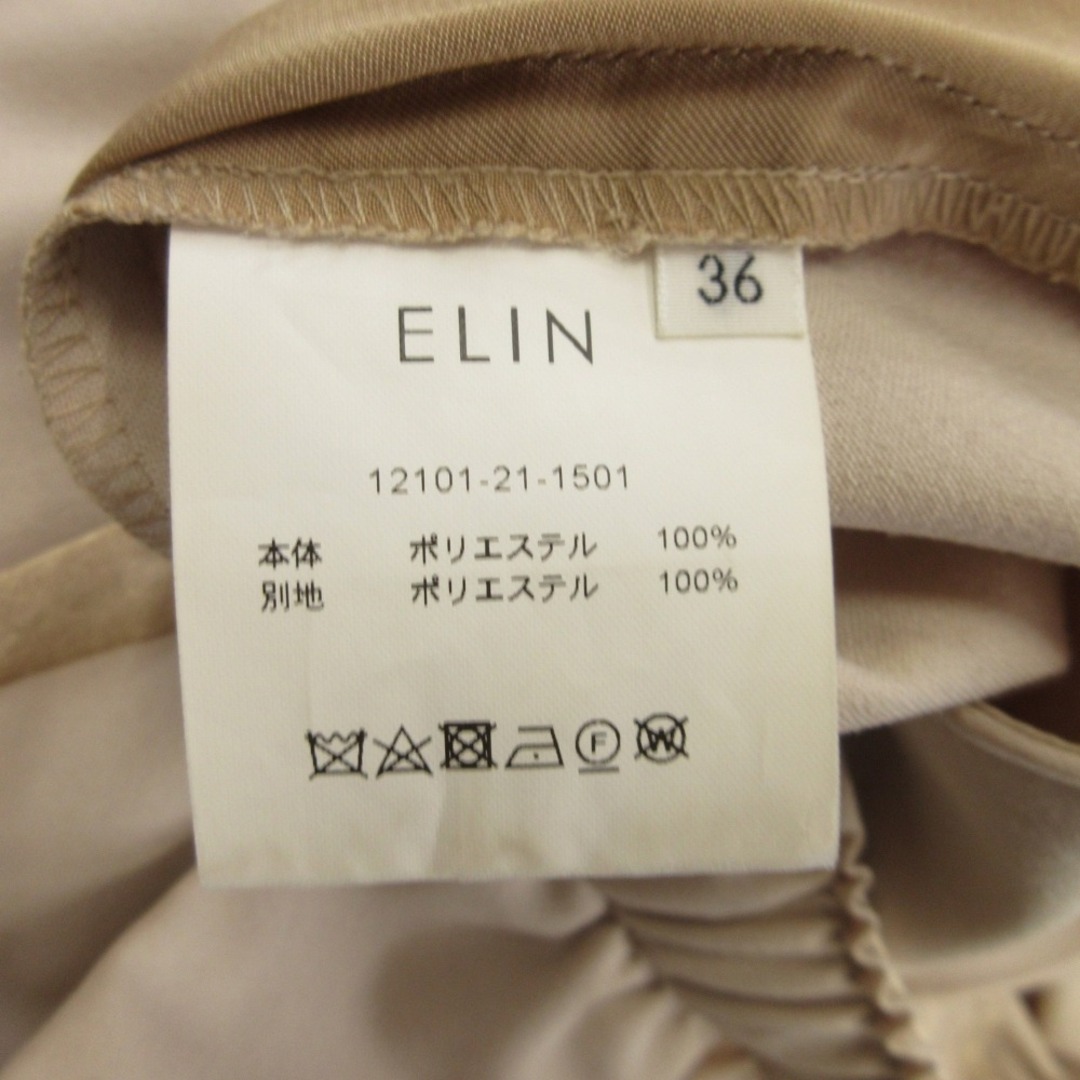 36
ELIN
12101-21-1501
本体 ポリエステル 100%
別地 ポリエステル 100%
F W